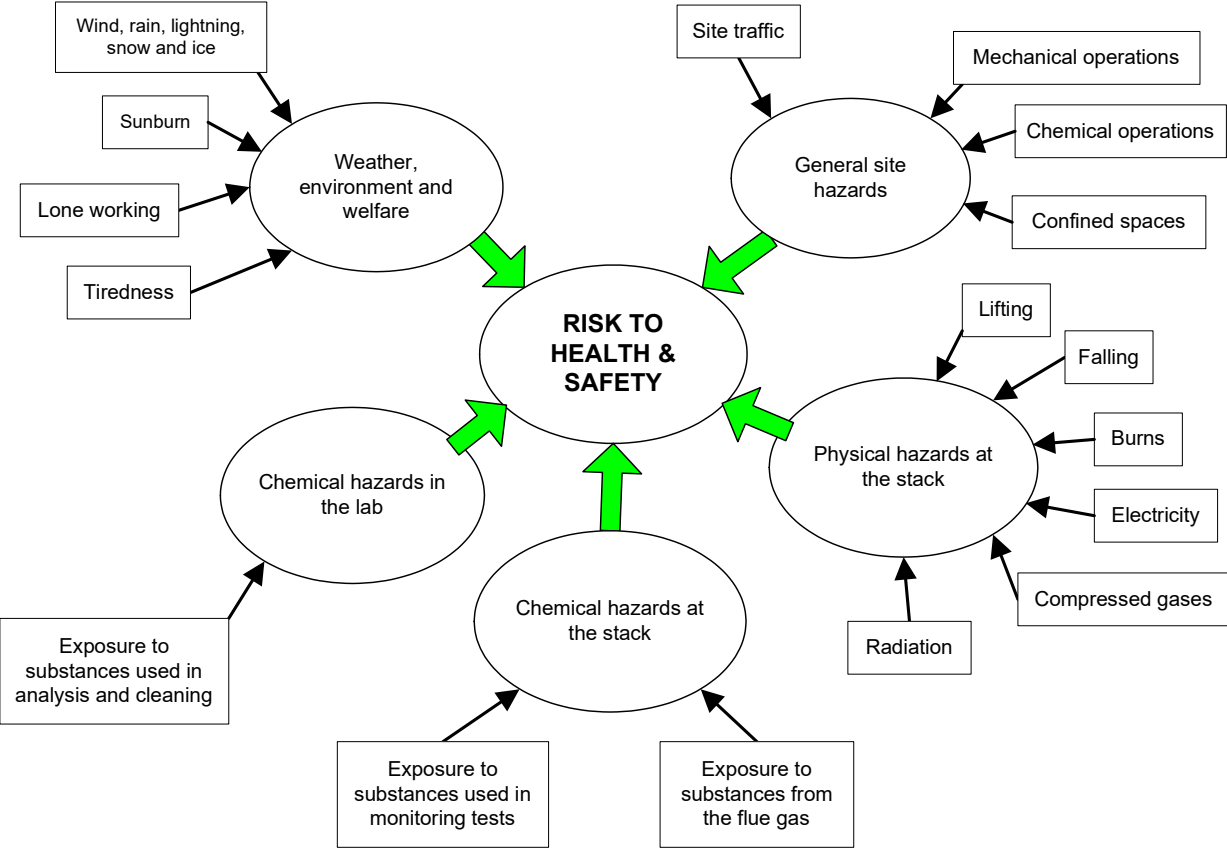 Wind, rain, lightning,
snow and ice
Sunburn
Lone working
Tiredness
Weather,
environment and
welfare
Site traffic
Mechanical operations
Chemical operations
Confined spaces
General site
hazards
RISK TO
HEALTH &
SAFETY
Lifting
Falling
Burns
Electricity
Compressed gases
Radiation
Physical hazards at
the stack
Chemical hazards in
the lab
Exposure to
substances used in
analysis and cleaning
Chemical hazards at
the stack
Exposure to
substances used in
monitoring tests
Exposure to
substances from
the flue gas